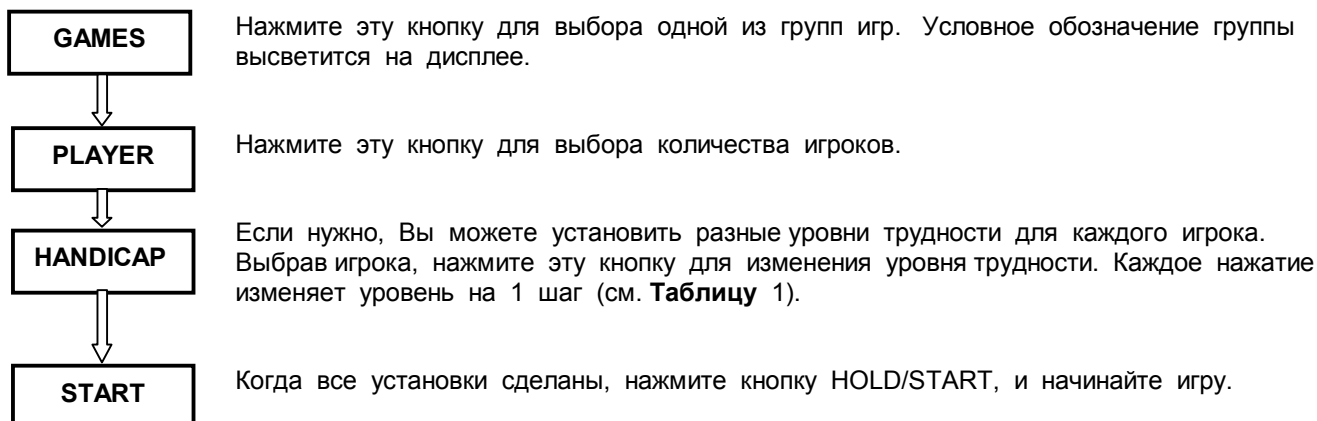 GAMES
Нажмите эту кнопку для выбора одной из групп игр. Условное обозначение группы
высветится на дисплее.
PLAYER
Нажмите эту кнопку для выбора количества игроков.
HANDICAP
Если нужно, Вы можете установить разные уровни трудности для каждого игрока.
Выбрав игрока, нажмите эту кнопку для изменения уровня трудности. Каждое нажатие
изменяет уровень на 1 шаг (см. Таблицу 1).
START
Когда все установки сделаны, нажмите кнопку HOLD/START, и начинайте игру.